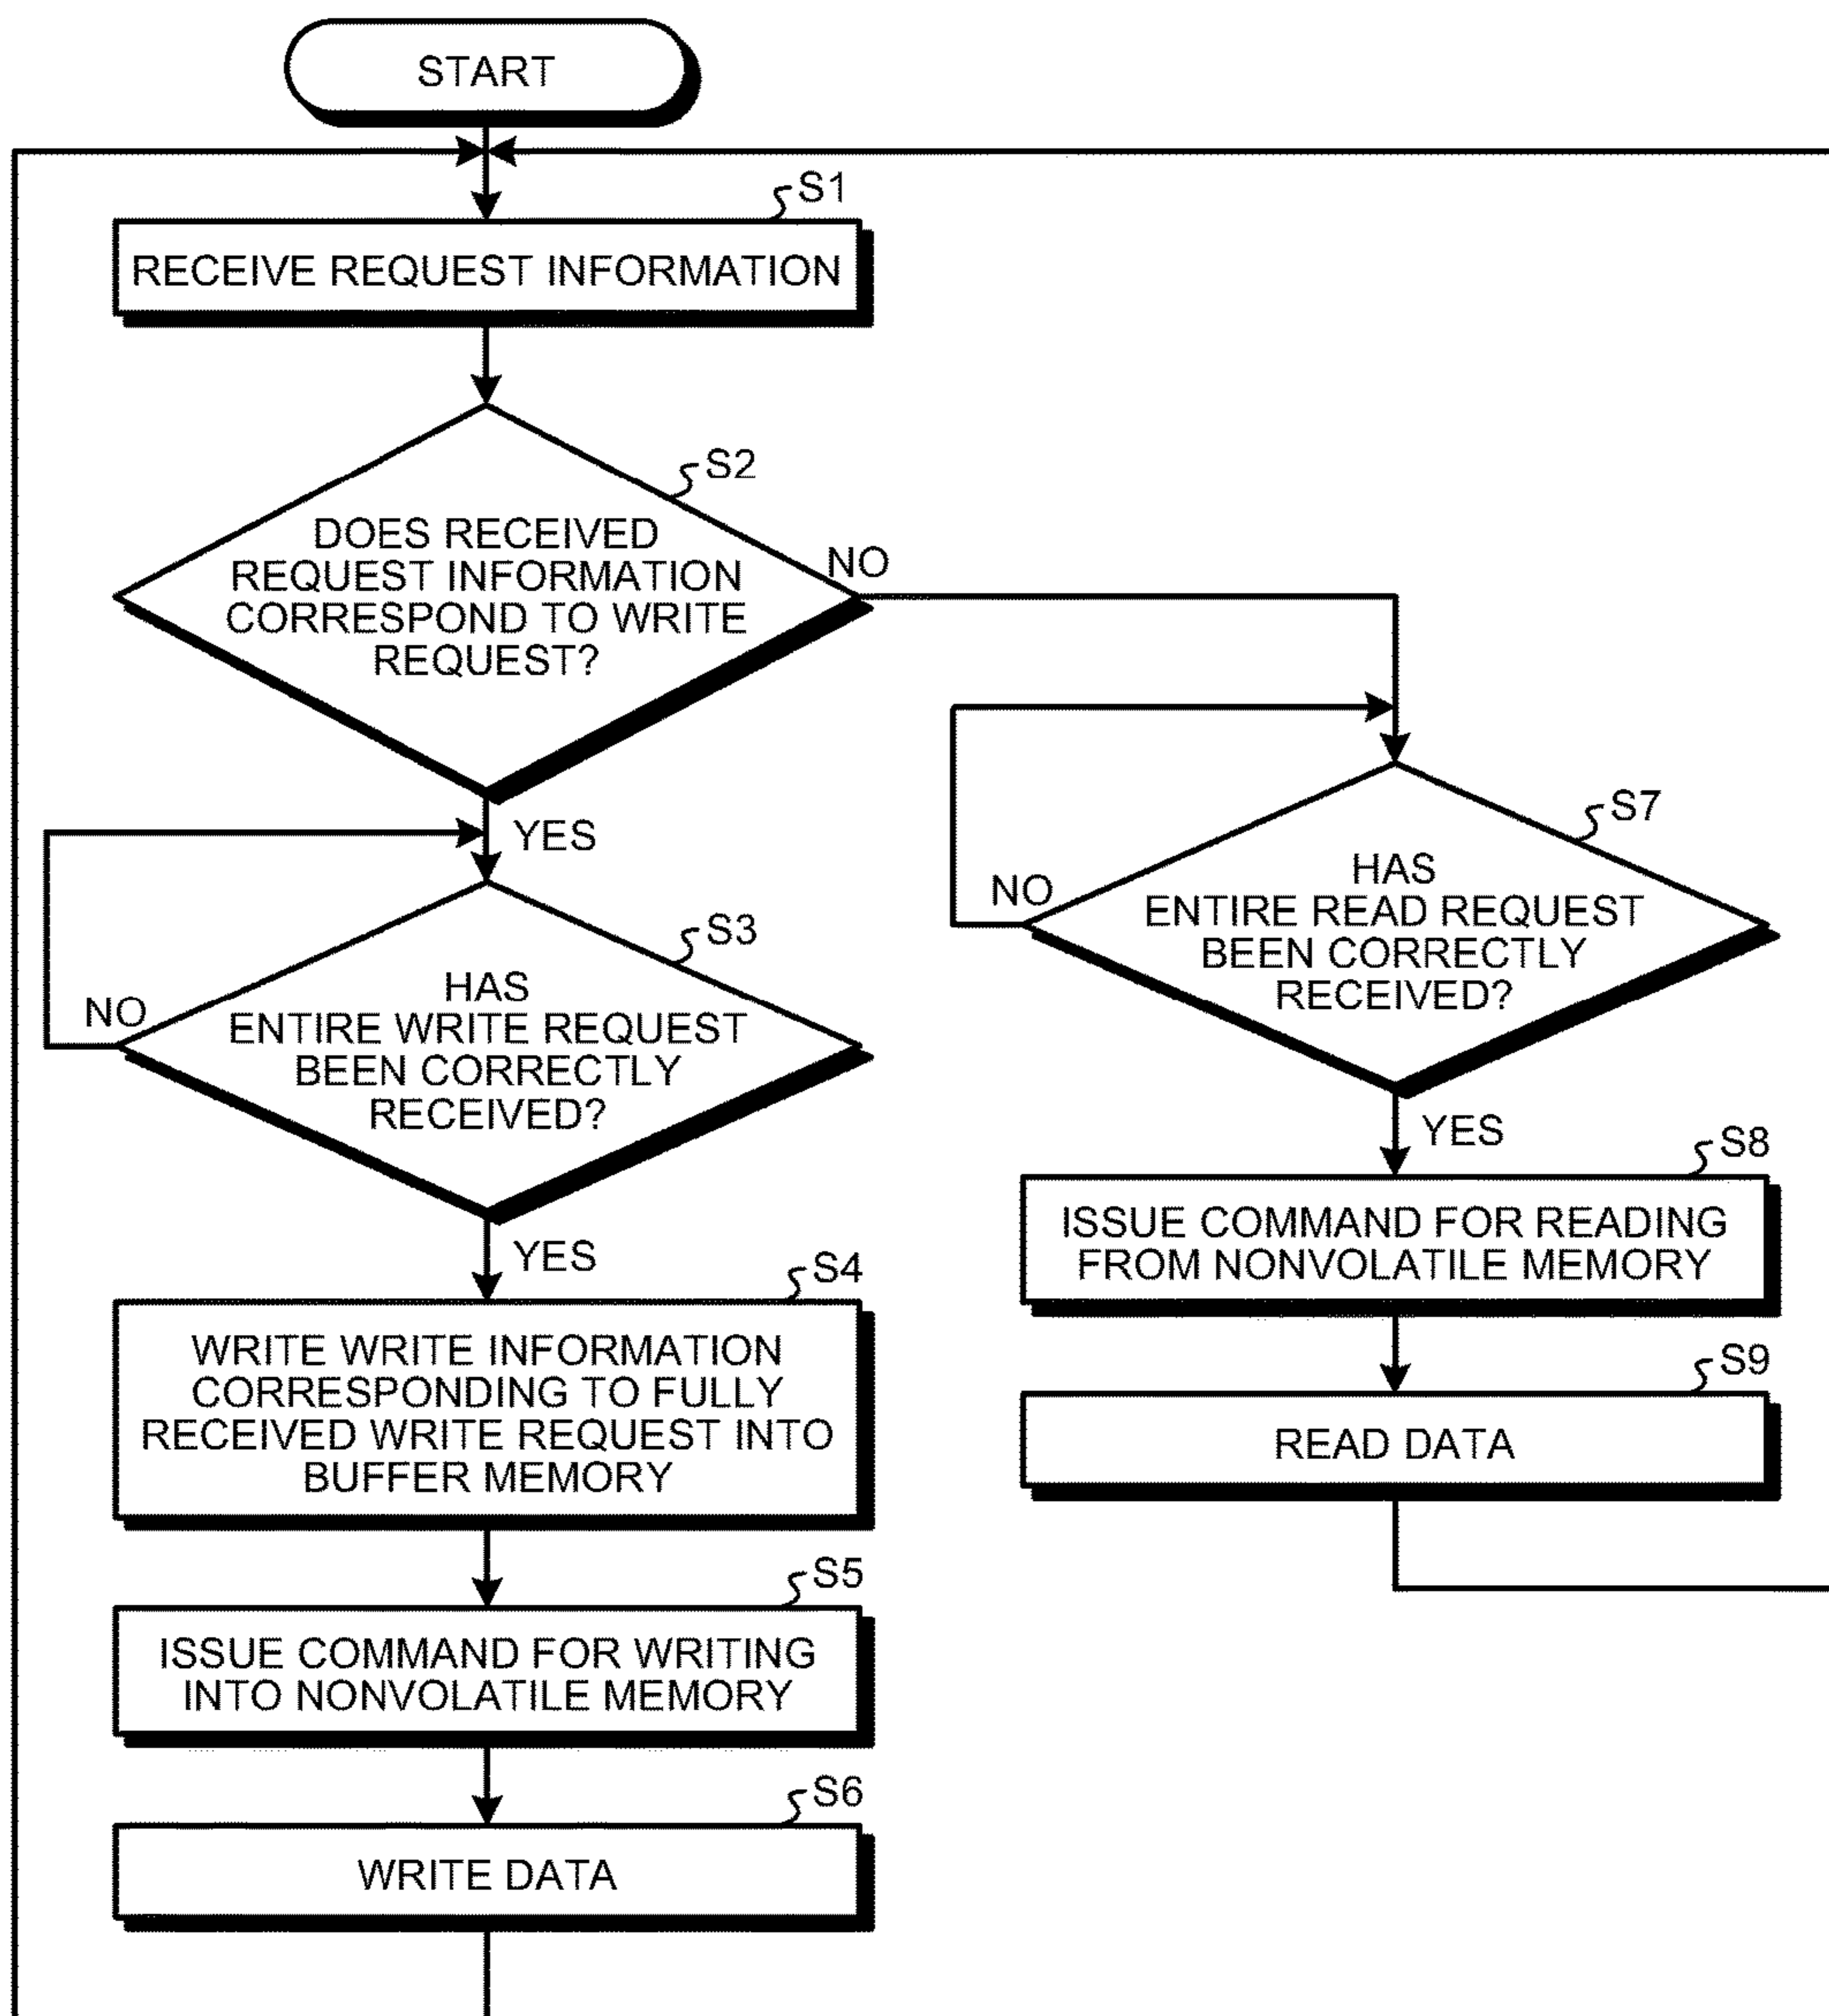 START
S1
RECEIVE REQUEST INFORMATION
S2
DOES RECEIVED
REQUEST INFORMATION
CORRESPOND TO WRITE
REQUEST?
NO
YES
S3
HAS
ENTIRE WRITE REQUEST
BEEN CORRECTLY
RECEIVED?
NO
YES
S4
WRITE WRITE INFORMATION
CORRESPONDING TO FULLY
RECEIVED WRITE REQUEST INTO
BUFFER MEMORY
S5
ISSUE COMMAND FOR WRITING
INTO NONVOLATILE MEMORY
S6
WRITE DATA
S7
HAS
ENTIRE READ REQUEST
BEEN CORRECTLY
RECEIVED?
NO
YES
S8
ISSUE COMMAND FOR READING
FROM NONVOLATILE MEMORY
S9
READ DATA